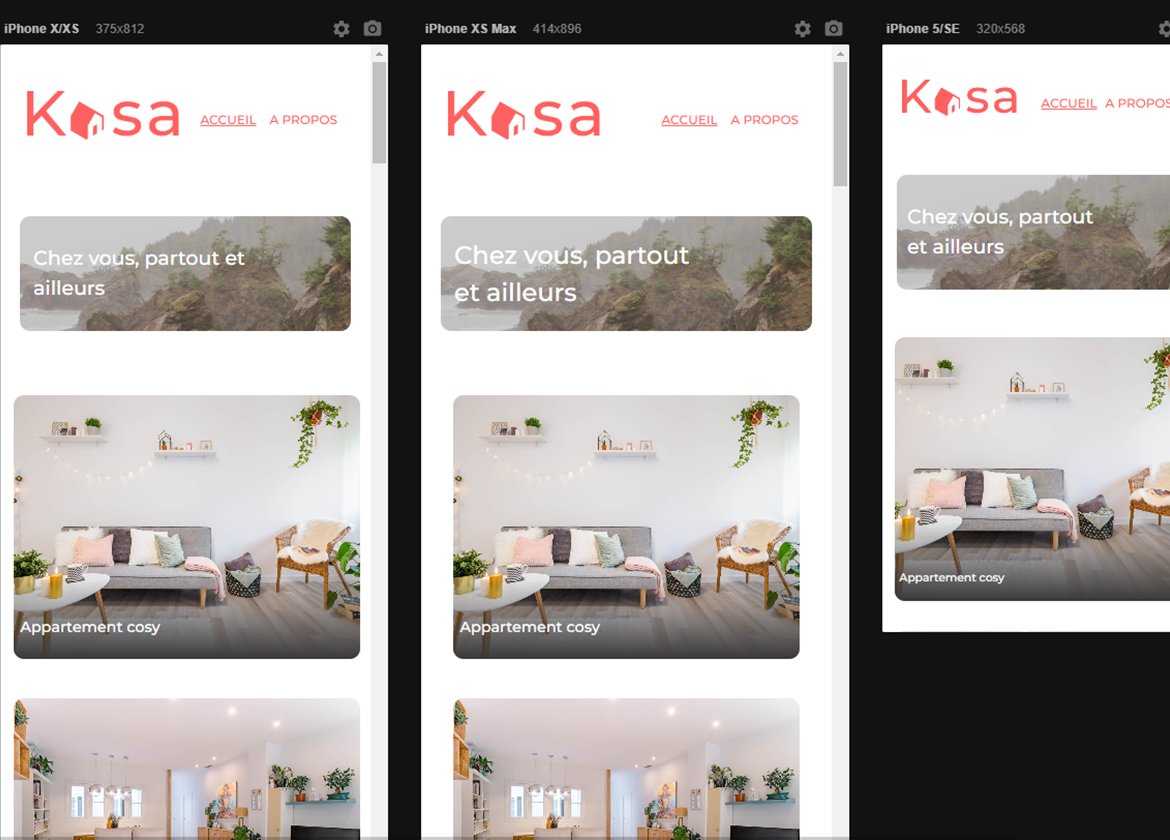 iPhone X/XS 375x812
iPhone XS Max 414x896
iPhone 5/SE 320x568
Kasa
ACCUEIL A PROPOS
Kasa
ACCUEIL A PROPOS
Kasa
ACCUEIL A PROPOS
Chez vous, partout et
ailleurs
Chez vous, partout
et ailleurs
Chez vous, partout
et ailleurs
Appartement cosy
Appartement cosy
Appartement cosy